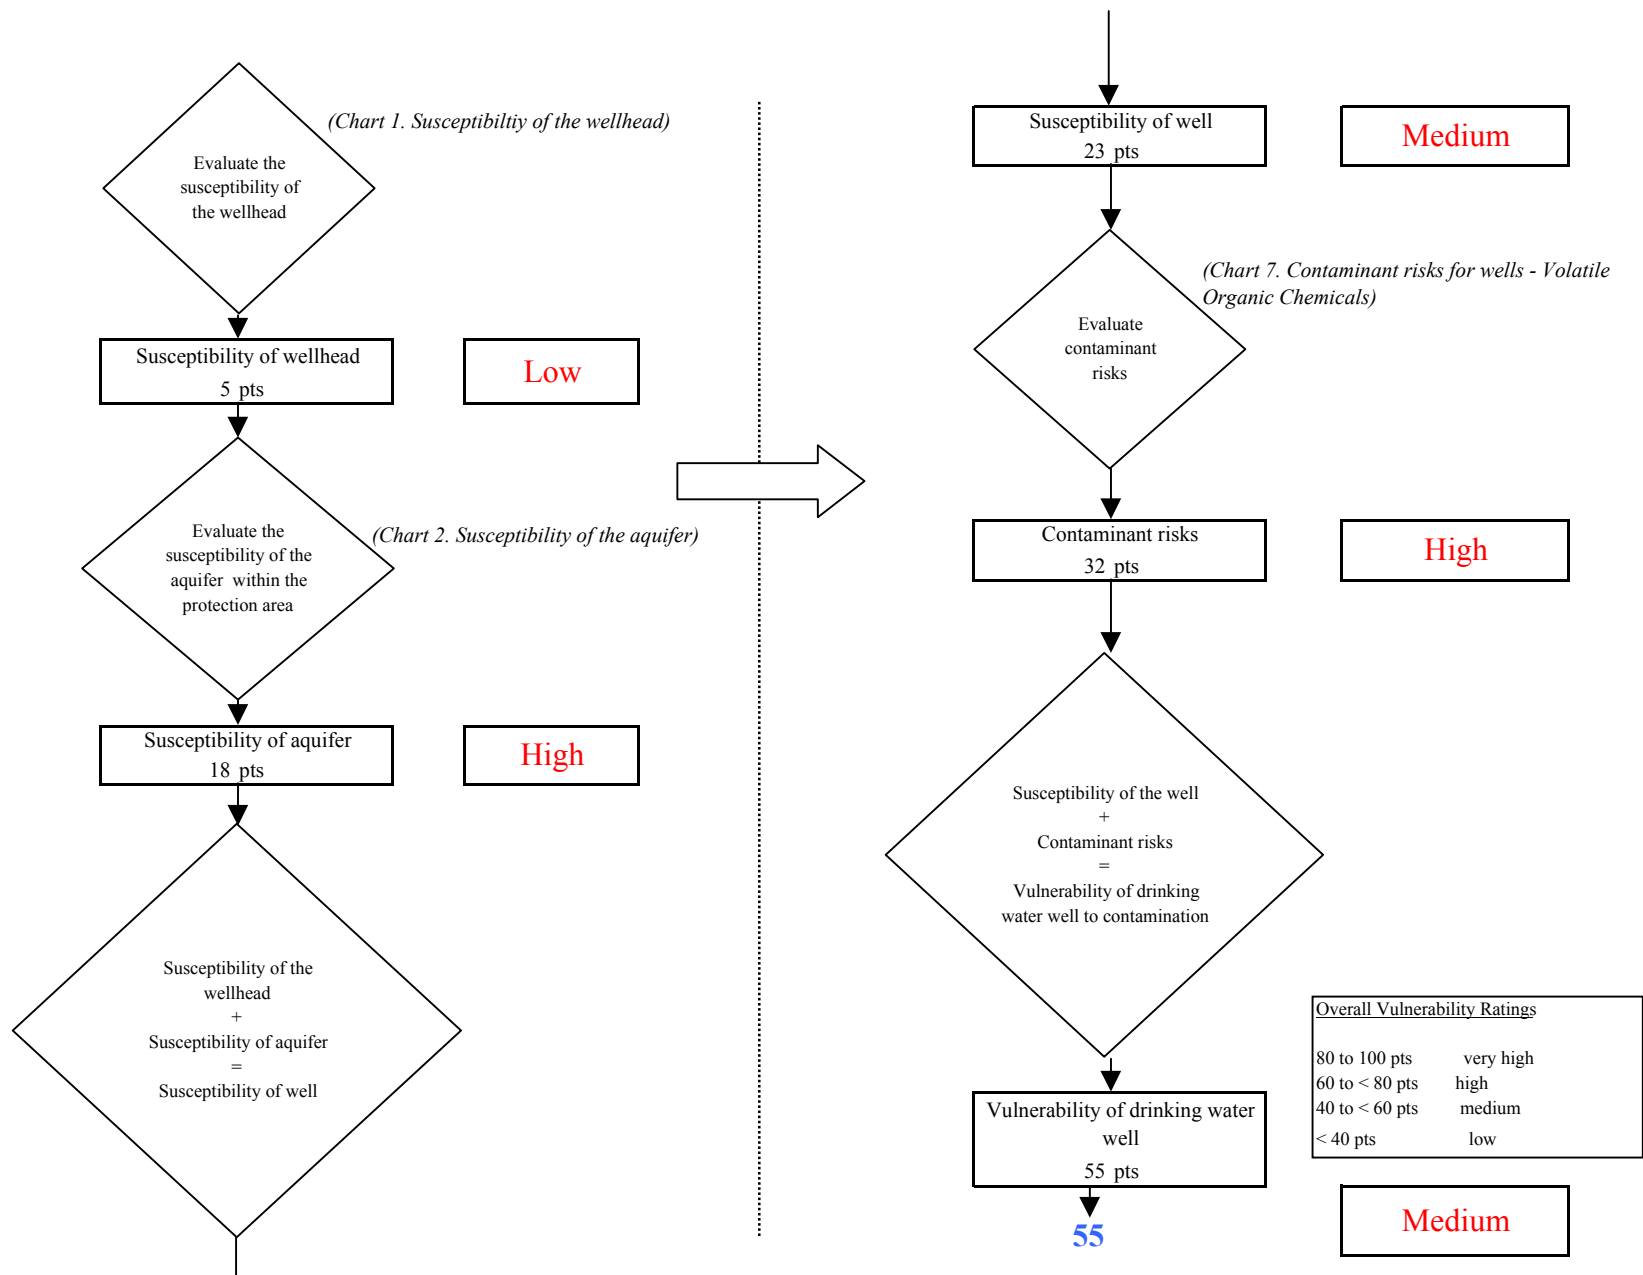 (Chart 1. Susceptibiltiy of the wellhead)
Evaluate the
susceptibility of
the wellhead
Susceptibility of wellhead
5 pts
Low
(Chart 2. Susceptibility of the aquifer)
Evaluate the
susceptibility of the
aquifer within the
protection area
Susceptibility of aquifer
18 pts
High
Susceptibility of the
wellhead
+
Susceptibility of aquifer
=
Susceptibility of well
Susceptibility of well
23 pts
Medium
(Chart 7. Contaminant risks for wells - Volatile
Organic Chemicals)
Evaluate
contaminant
risks
Contaminant risks
32 pts
High
Susceptibility of the well
+
Contaminant risks
=
Vulnerability of drinking
water well to contamination
Overall Vulnerability Ratings
80 to 100 pts very high
60 to < 80 pts high
40 to < 60 pts medium
< 40 pts low
Vulnerability of drinking water
well
55 pts
55
Medium